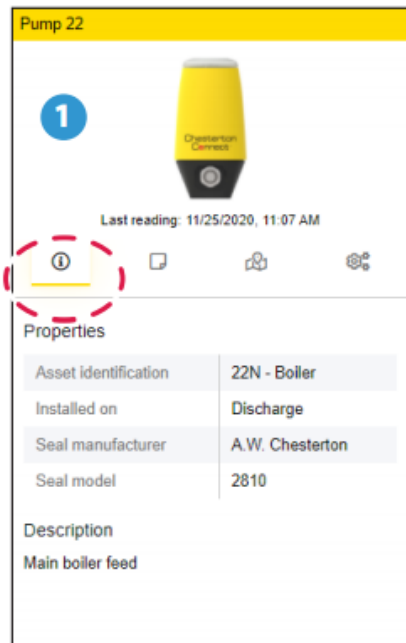 Pump 22
1
Chesterton
Connect
Last reading: 11/25/2020, 11:07 AM
Properties
Asset identification 22N - Boiler
Installed on Discharge
Seal manufacturer A.W. Chesterton
Seal model 2810
Description
Main boiler feed